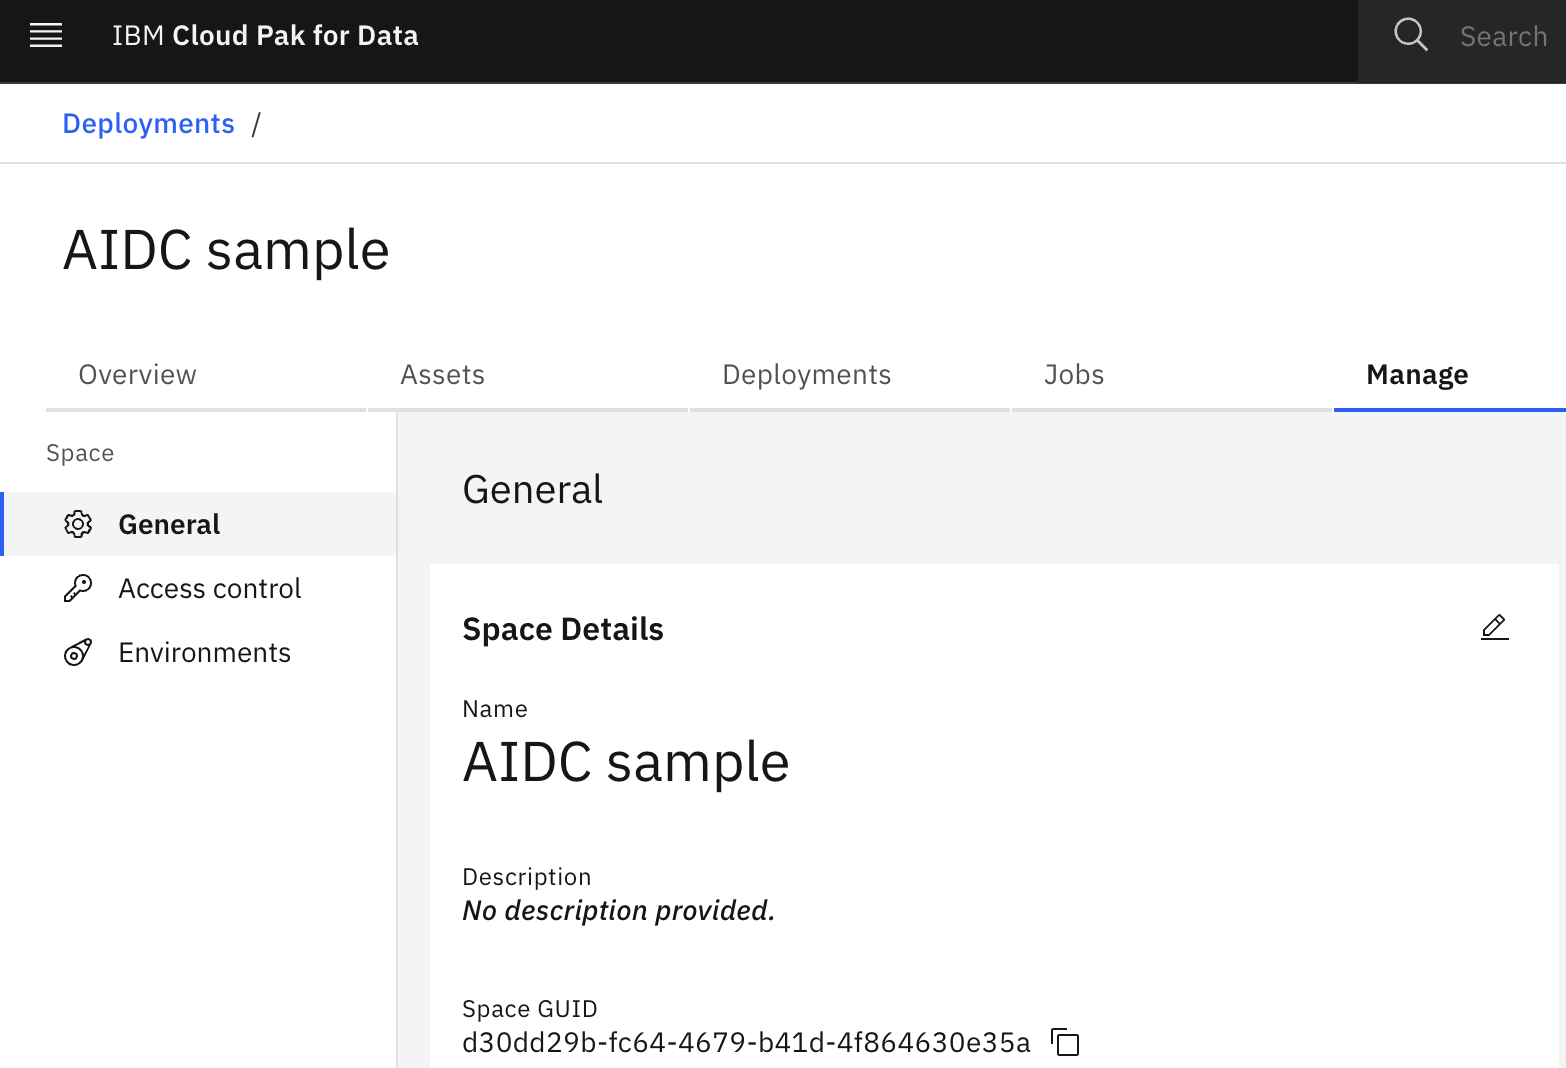 IBM Cloud Pak for Data
Search
Deployments /
AIDC sample
Overview
Assets
Deployments
Jobs
Manage
Space
General
Access control
Environments
General
Space Details
Name
AIDC sample
Description
No description provided.
Space GUID
d30dd29b-fc64-4679-b41d-4f864630e35a